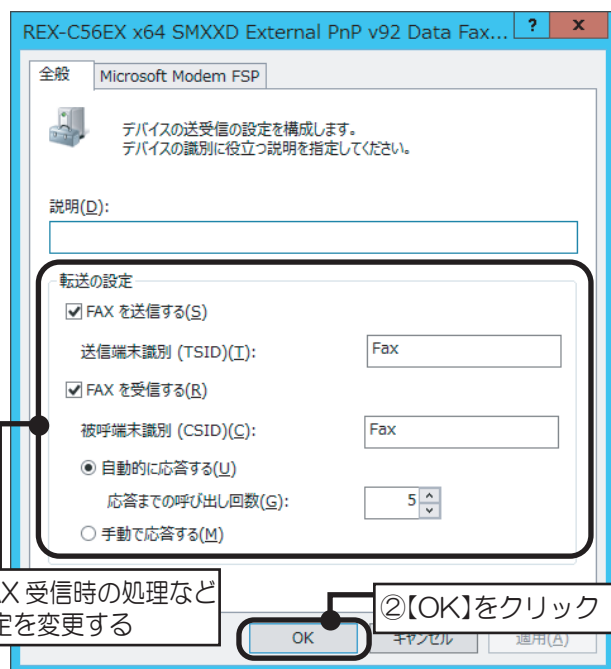 REX-C56EX x64 SMXXD External PnP v92 Data Fax... ? x
全般 Microsoft Modem FSP
デバイスの送受信の設定を構成します。
デバイスの識別に役立つ説明を指定してください。
説明(D):
転送の設定
FAX を送信する(S)
送信端末識別 (TSID)(T): Fax
FAX を受信する(R)
被呼端末識別 (CSID)(C): Fax
自動的に応答する(U)
応答までの呼び出し回数(G): 5
手動で応答する(M)
AX 受信時の処理など
定を変更する
②【OK】をクリック
OK キャンセル 適用(A)